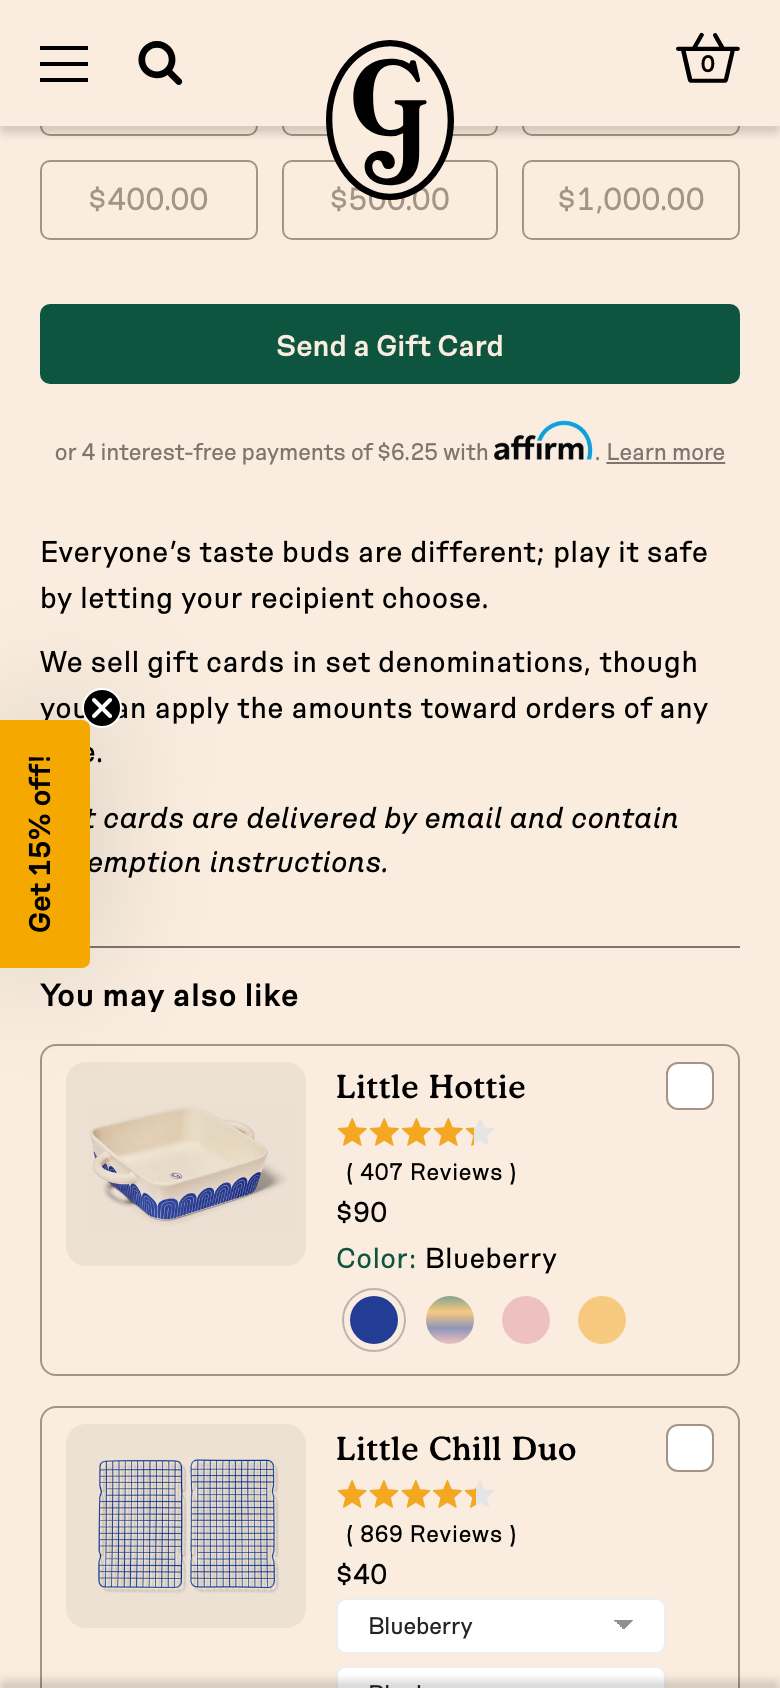 0
GJ
$400.00 $500.00 $1,000.00
Send a Gift Card
or 4 interest-free payments of $6.25 with affirm. Learn more
Everyone’s taste buds are different; play it safe
by letting your recipient choose.
We sell gift cards in set denominations, though
apply the amounts toward orders of any
cards are delivered by email and contain
instructions.
Get 15% off!
You may also like
Little Hottie
( 407 Reviews )
$90
Color: Blueberry
Little Chill Duo
( 869 Reviews )
$40
Blueberry